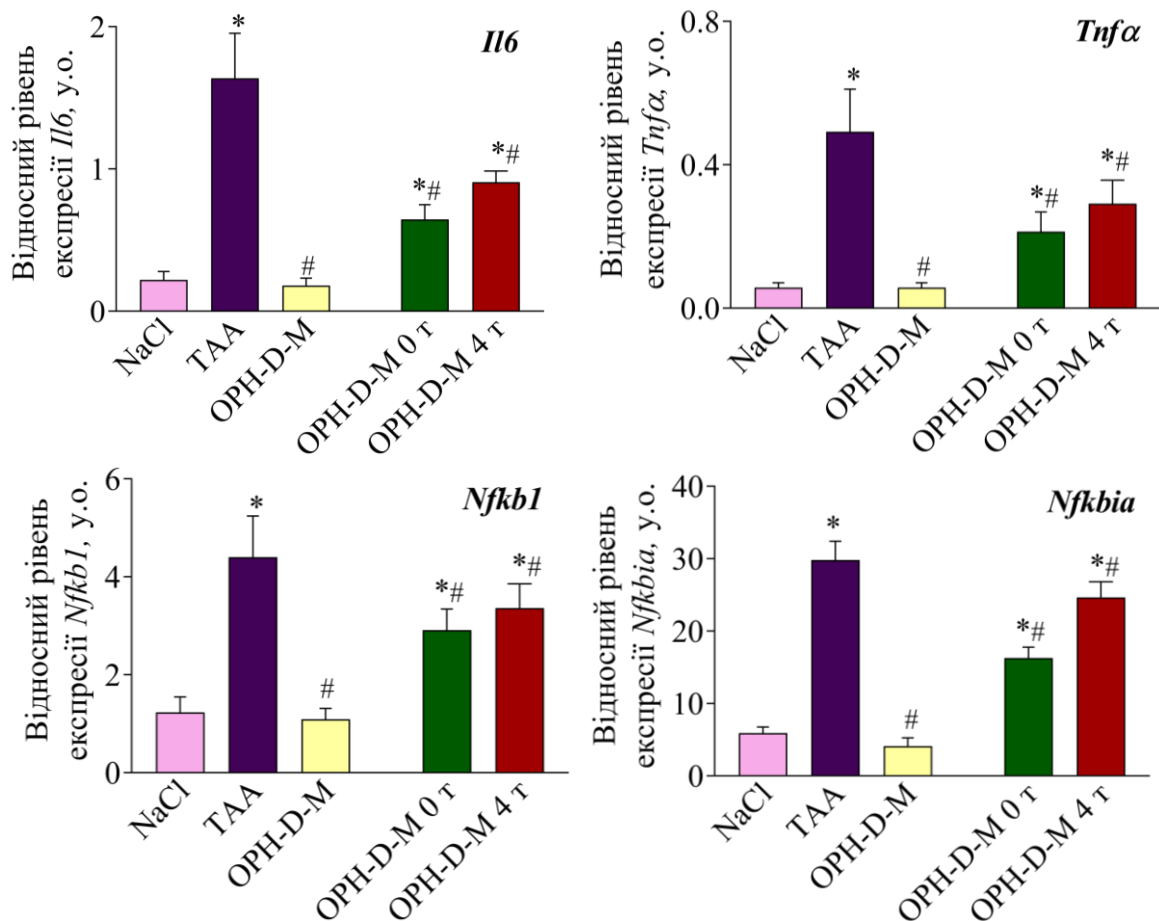 Відносний рівень
експресії Il6, у.о.
2
1
0
Il6
*
#
*#
*#
NaCl
TAA
OPH-D-M
OPH-D-M 0 т
OPH-D-M 4 т
Відносний рівень
експресії Tnfα, у.о.
0.8
0.4
0.0
Tnfα
*
#
*#
*#
NaCl
TAA
OPH-D-M
OPH-D-M 0 т
OPH-D-M 4 т
Відносний рівень
експресії Nfkb1, у.о.
6
4
2
0
Nfkb1
*
#
*#
*#
NaCl
TAA
OPH-D-M
OPH-D-M 0 т
OPH-D-M 4 т
Відносний рівень
експресії Nfkbia, у.о.
40
30
20
10
0
Nfkbia
*
#
*#
*#
NaCl
TAA
OPH-D-M
OPH-D-M 0 т
OPH-D-M 4 т